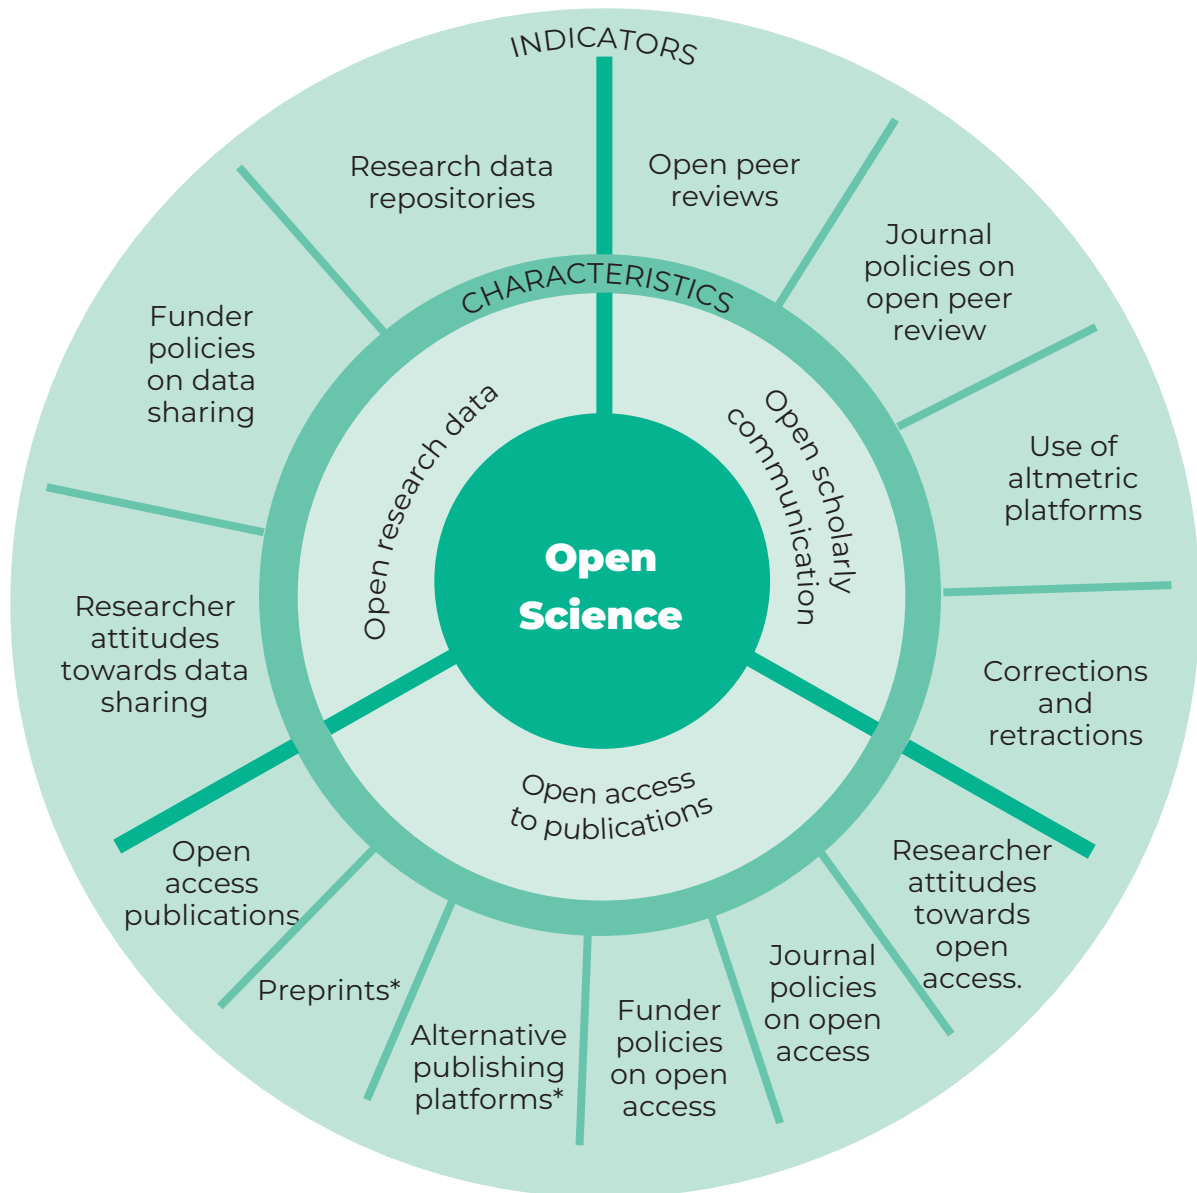 INDICATORS
Research data
repositories
Open peer
reviews
Journal
policies on
open peer
review
Use of
altmetric
platforms
Corrections
and
retractions
Researcher
attitudes
towards
open
access.
Journal
policies
on open
access
Funder
policies
on open
access
Alternative
publishing
platforms*
Preprints*
Open
access
publications
Researcher
attitudes
towards data
sharing
Funder
policies
on data
sharing
CHARACTERISTICS
Open research data
Open scholarly
communication
Open access
to publications
Open
Science